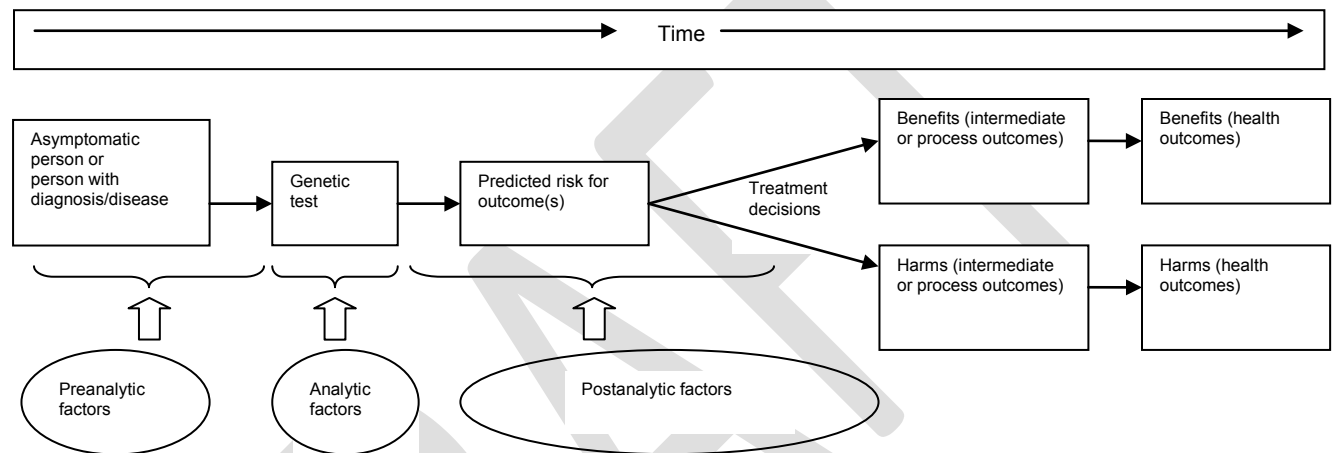 Time
Asymptomatic
person or
person with
diagnosis/disease
Genetic
test
Predicted risk for
outcome(s)
Treatment
decisions
Benefits (intermediate
or process outcomes)
Benefits (health
outcomes)
Harms (intermediate
or process outcomes)
Harms (health
outcomes)
Preanalytic
factors
Analytic
factors
Postanalytic factors